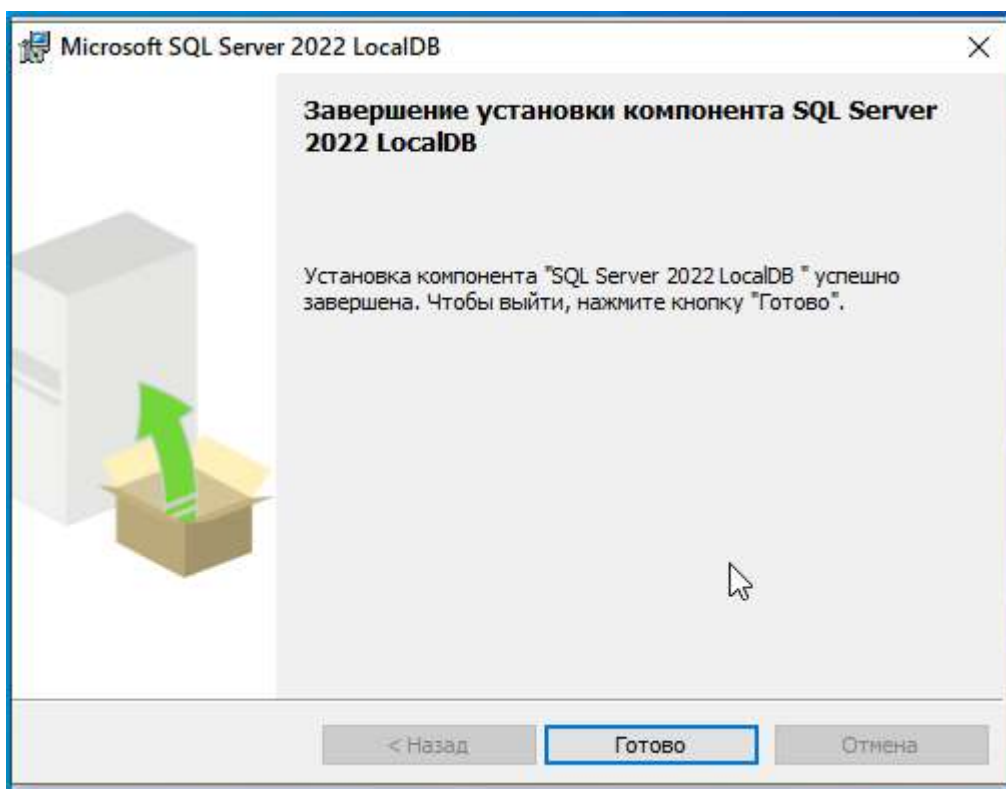 Microsoft SQL Server 2022 LocalDB
Завершение установки компонента SQL Server
2022 LocalDB
Установка компонента "SQL Server 2022 LocalDB " успешно
завершена. Чтобы выйти, нажмите кнопку "Готово".
< Назад
Готово
Отмена